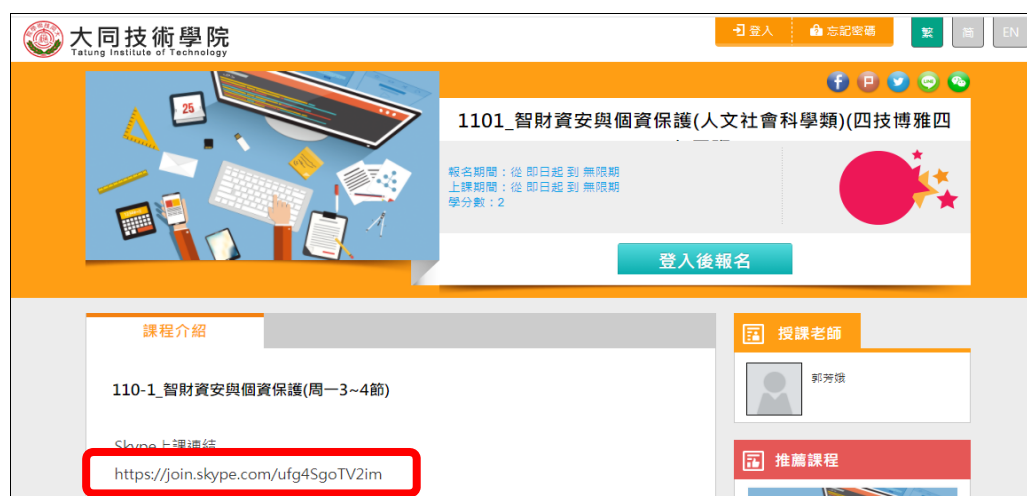 大同技術學院
Tatung Institute of Technology
登入 忘記密碼 繁 簡 EN
25
1101_智財資安與個資保護(人文社會科學類)(四技博雅四
報名期間：從 即日起 到 無限期
上課期間：從 即日起 到 無限期
學分數：2
登入後報名
課程介紹
授課老師
110-1_智財資安與個資保護(周一3~4節)
郭芳娥
Skype上課連結
https://join.skype.com/ufg4SgoTV2im
推薦課程